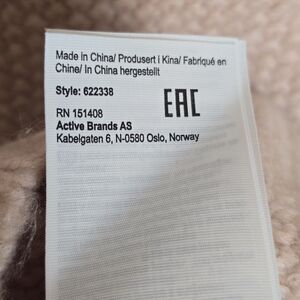 Made in China/ Produsert i Kina/ Fabriqué en
Chine/ In China hergestellt
Style: 622338
RN 151408
EAC
Active Brands AS
Kabelgaten 6, N-0580 Oslo, Norway